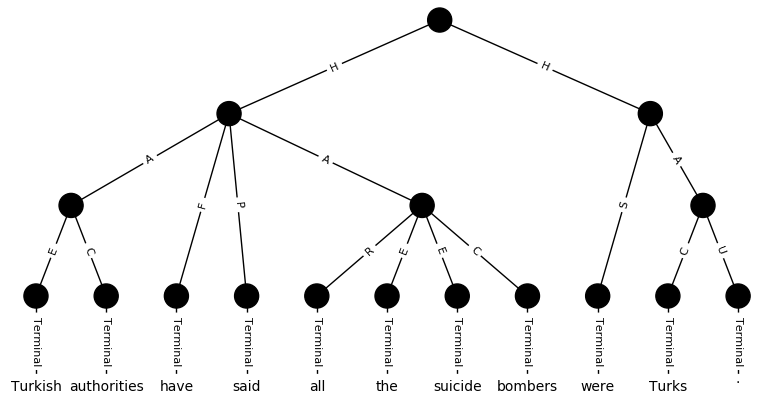 H H
A F P A S A
E C R E E C C U
Terminal Terminal Terminal Terminal Terminal Terminal Terminal Terminal Terminal Terminal Terminal
Turkish authorities have said all the suicide bombers were Turks .